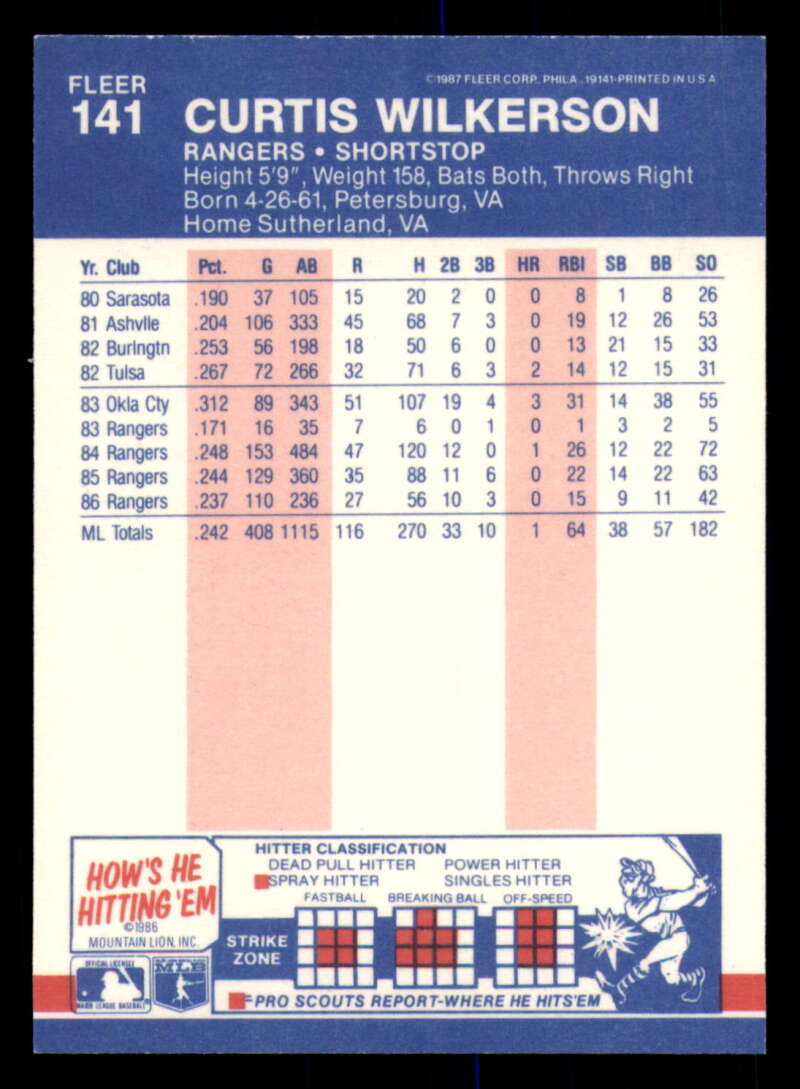 ©1987 FLEER CORP. PHILA. 19141-PRINTED IN U S A
FLEER
141 CURTIS WILKERSON
RANGERS • SHORTSTOP
Height 5'9", Weight 158, Bats Both, Throws Right
Born 4-26-61, Petersburg, VA
Home Sutherland, VA
Yr. Club Pct. G AB R H 2B 3B HR RBI SB BB SO
80 Sarasota .190 37 105 15 20 2 0 0 8 1 8 26
81 Ashvlle .204 106 333 45 68 7 3 0 19 12 26 53
82 Burlngtn .253 56 198 18 50 6 0 0 13 21 15 33
82 Tulsa .267 72 266 32 71 6 3 2 14 12 15 31
83 Okla Cty .312 89 343 51 107 19 4 3 31 14 38 55
83 Rangers .171 16 35 7 6 0 1 0 1 3 2 5
84 Rangers .248 153 484 47 120 12 0 1 26 12 22 72
85 Rangers .244 129 360 35 88 11 6 0 22 14 22 63
86 Rangers .237 110 236 27 56 10 3 0 15 9 11 42
ML Totals .242 408 1115 116 270 33 10 1 64 38 57 182
HOW'S HE
HITTING 'EM
©1986
MOUNTAIN LION, INC.
HITTER CLASSIFICATION
DEAD PULL HITTER POWER HITTER
SPRAY HITTER SINGLES HITTER
FASTBALL BREAKING BALL OFF-SPEED
STRIKE
ZONE
OFFICIAL LICENSEE
MAJOR LEAGUE BASEBALL
MLB
=PRO SCOUTS REPORT-WHERE HE HITS'EM